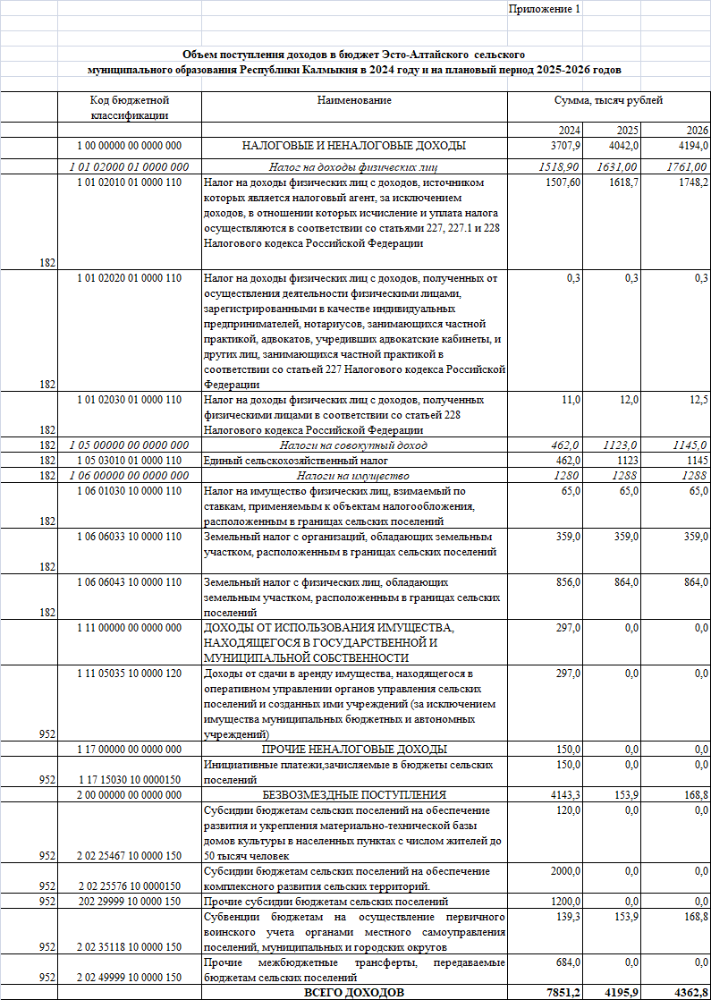 Приложение 1
Объем поступления доходов в бюджет Эсто-Алтайского сельского
муниципального образования Республики Калмыкия в 2024 году и на плановый период 2025-2026 годов
Код бюджетной
классификации
Наименование
Сумма, тысяч рублей
2024 2025 2026
1 00 00000 00 0000 000 НАЛОГОВЫЕ И НЕНАЛОГОВЫЕ ДОХОДЫ 3707,9 4042,0 4194,0
1 01 02000 01 0000 000 Налог на доходы физических лиц 1518,90 1631,00 1761,00
1 01 02010 01 0000 110 Налог на доходы физических лиц с доходов, источником 1507,60 1618,7 1748,2
которых является налоговый агент, за исключением
доходов, в отношении которых исчисление и уплата налога
осуществляются в соответствии со статьями 227, 227.1 и 228
Налогового кодекса Российской Федерации
182
1 01 02020 01 0000 110 Налог на доходы физических лиц с доходов, полученных от 0,3 0,3 0,3
осуществления деятельности физическими лицами,
зарегистрированными в качестве индивидуальных
предпринимателей, нотариусов, занимающихся частной
практикой, адвокатов, учредивших адвокатские кабинеты, и
других лиц, занимающихся частной практикой в
соответствии со статьей 227 Налогового кодекса Российской
182 Федерации
1 01 02030 01 0000 110 Налог на доходы физических лиц с доходов, полученных 11,0 12,0 12,5
физическими лицами в соответствии со статьей 228
182 Налогового кодекса Российской Федерации
182 1 05 00000 00 0000 000 Налоги на совокупный доход 462,0 1123,0 1145,0
182 1 05 03010 01 0000 110 Единый сельскохозяйственный налог 462,0 1123 1145
182 1 06 00000 00 0000 000 Налоги на имущество 1280 1288 1288
1 06 01030 10 0000 110 Налог на имущество физических лиц, взимаемый по 65,0 65,0 65,0
ставкам, применяемым к объектам налогообложения,
182 расположенным в границах сельских поселений
1 06 06033 10 0000 110 Земельный налог с организаций, обладающих земельным 359,0 359,0 359,0
участком, расположенным в границах сельских поселений
182
1 06 06043 10 0000 110 Земельный налог с физических лиц, обладающих 856,0 864,0 864,0
земельным участком, расположенным в границах сельских
182 поселений
1 11 00000 00 0000 000 ДОХОДЫ ОТ ИСПОЛЬЗОВАНИЯ ИМУЩЕСТВА, 297,0 0,0 0,0
НАХОДЯЩЕГОСЯ В ГОСУДАРСТВЕННОЙ И
МУНИЦИПАЛЬНОЙ СОБСТВЕННОСТИ
1 11 05035 10 0000 120 Доходы от сдачи в аренду имущества, находящегося в 297,0 0,0 0,0
оперативном управлении органов управления сельских
поселений и созданных ими учреждений (за исключением
имущества муниципальных бюджетных и автономных
952 учреждений)
1 17 00000 00 0000 000 ПРОЧИЕ НЕНАЛОГОВЫЕ ДОХОДЫ 150,0 0,0 0,0
Инициативные платежи,зачисляемые в бюджеты сельских 150,0 0,0 0,0
952 1 17 15030 10 0000150 поселений
2 00 00000 00 0000 000 БЕЗВОЗМЕЗДНЫЕ ПОСТУПЛЕНИЯ 4143,3 153,9 168,8
Субсидии бюджетам сельских поселений на обеспечение 120,0 0,0 0,0
развития и укрепления материально-технической базы
домов культуры в населенных пунктах с числом жителей до
952 2 02 25467 10 0000 150 50 тысяч человек
Субсидии бюджетам сельских поселений на обеспечение 2000,0 0,0 0,0
952 2 02 25576 10 0000150 комплексного развития сельских территорий.
952 202 29999 10 0000 150 Прочие субсидии бюджетам сельских поселений 1200,0 0,0 0,0
Субвенции бюджетам на осуществление первичного 139,3 153,9 168,8
воинского учета органами местного самоуправления
952 2 02 35118 10 0000 150 поселений, муниципальных и городских округов
Прочие межбюджетные трансферты, передаваемые 684,0 0,0 0,0
952 2 02 49999 10 0000 150 бюджетам сельских поселений
ВСЕГО ДОХОДОВ 7851,2 4195,9 4362,8